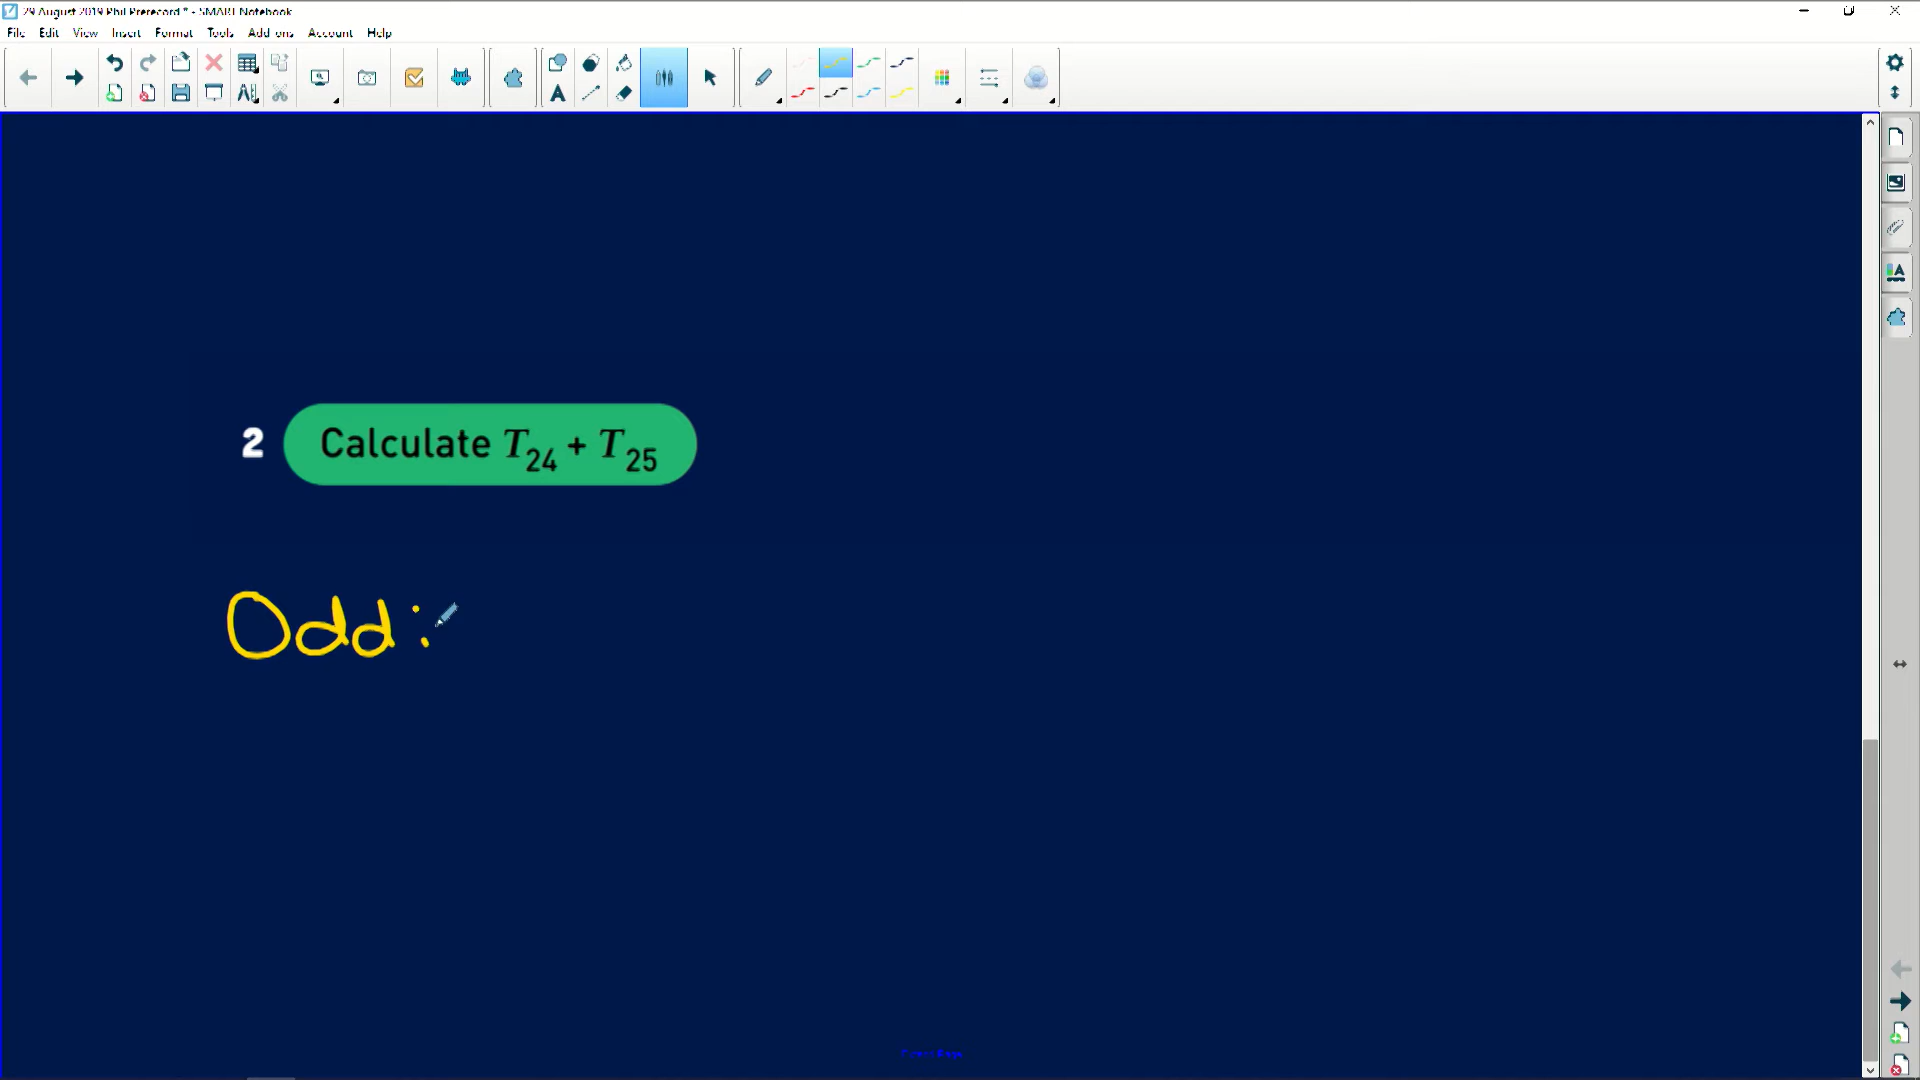 29 August 2019 Phil Prerecord * - SMART Notebook
File Edit View Insert Format Tools Add-ons Account Help
2 Calculate T24 + T25
Odd :